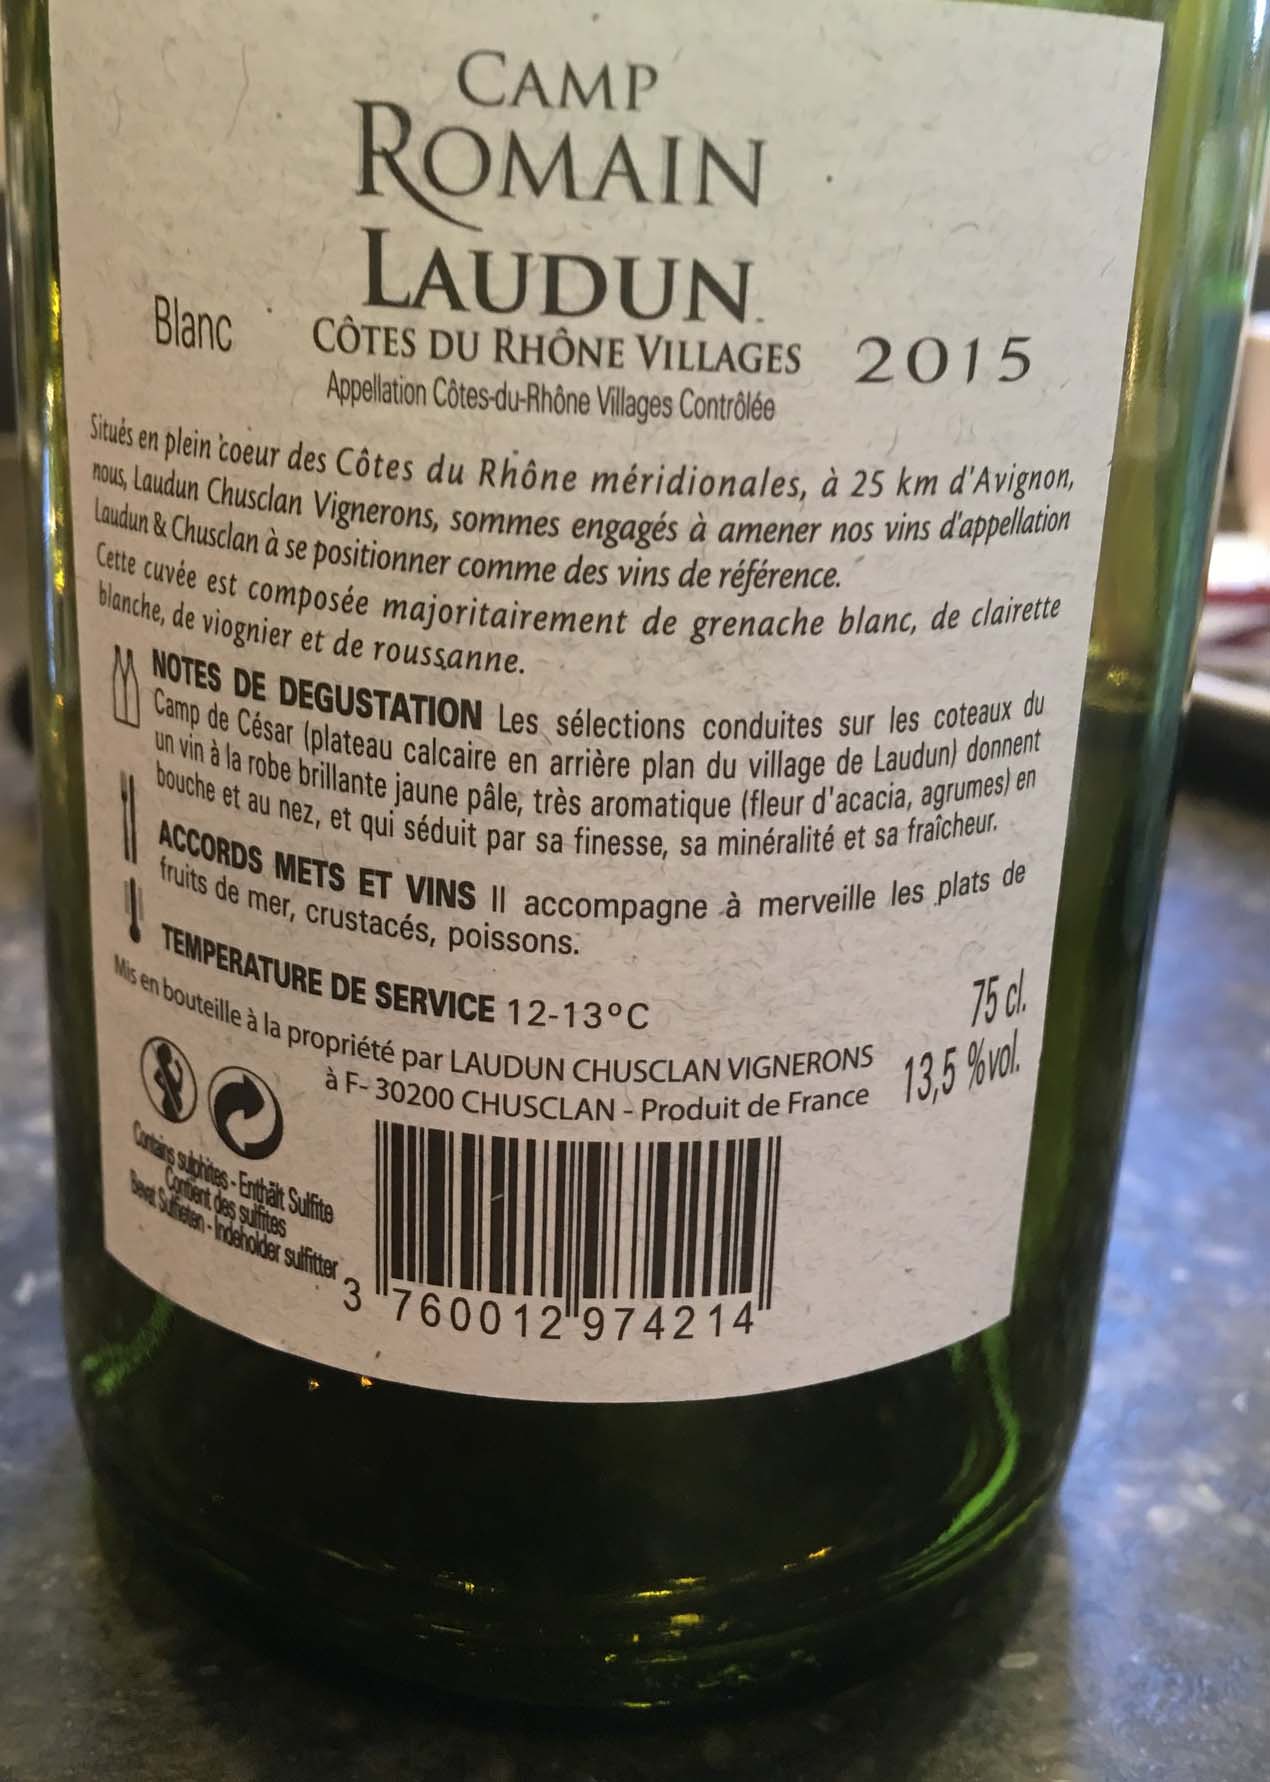 CAMP
ROMAIN
LAUDUN
Blanc
CÔTES DU RHÔNE VILLAGES 2015
Appellation Côtes-du-Rhône Villages Contrôlée
Situés en plein coeur des Côtes du Rhône méridionales, à 25 km d'Avignon,
nous, Laudun Chusclan Vignerons, sommes engagés à amener nos vins d'appellation
Laudun & Chusclan à se positionner comme des vins de référence.
Cette cuvée est composée majoritairement de grenache blanc, de clairette
blanche, de viognier et de roussanne.
NOTES DE DEGUSTATION Les sélections conduites sur les coteaux du
Camp de César (plateau calcaire en arrière plan du village de Laudun) donnent
un vin à la robe brillante jaune pâle, très aromatique (fleur d'acacia, agrumes) en
bouche et au nez, et qui séduit par sa finesse, sa minéralité et sa fraîcheur.
ACCORDS METS ET VINS Il accompagne à merveille les plats de
fruits de mer, crustacés, poissons.
TEMPERATURE DE SERVICE 12-13°C
75 cl.
Mis en bouteille à la propriété par LAUDUN CHUSCLAN VIGNERONS
13,5 %vol.
à F- 30200 CHUSCLAN - Produit de France
Contains sulphites - Enthält Sulfite
Contient des sulfites
Bevat Sulfieten - Indeholder sulfitter
3 760012 974214